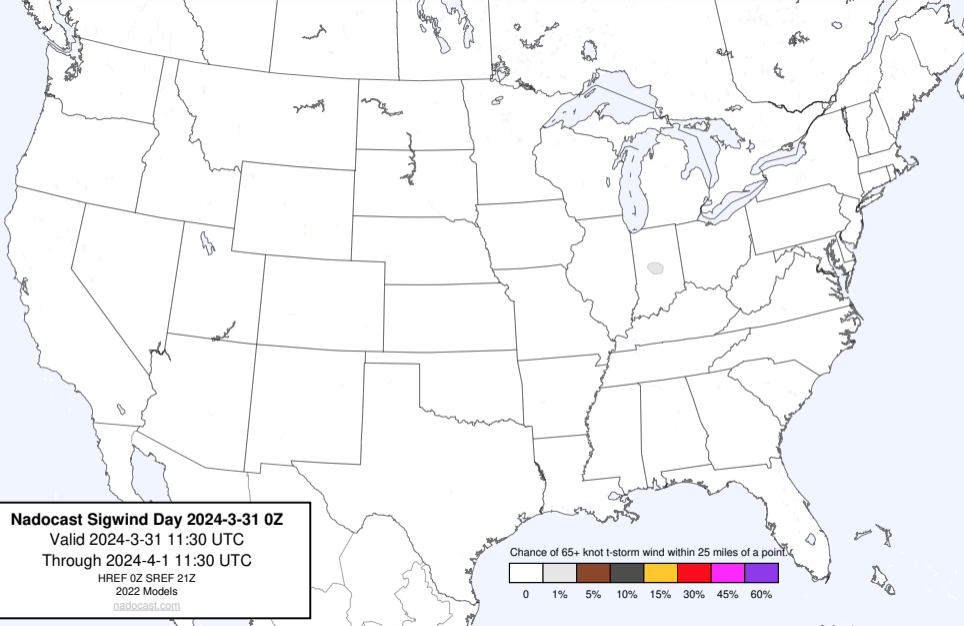 Nadocast Sigwind Day 2024-3-31 0Z
Valid 2024-3-31 11:30 UTC
Through 2024-4-1 11:30 UTC
HREF 0Z SREF 21Z
2022 Models
nadocast.com
Chance of 65+ knot t-storm wind within 25 miles of a point.
0 1% 5% 10% 15% 30% 45% 60%